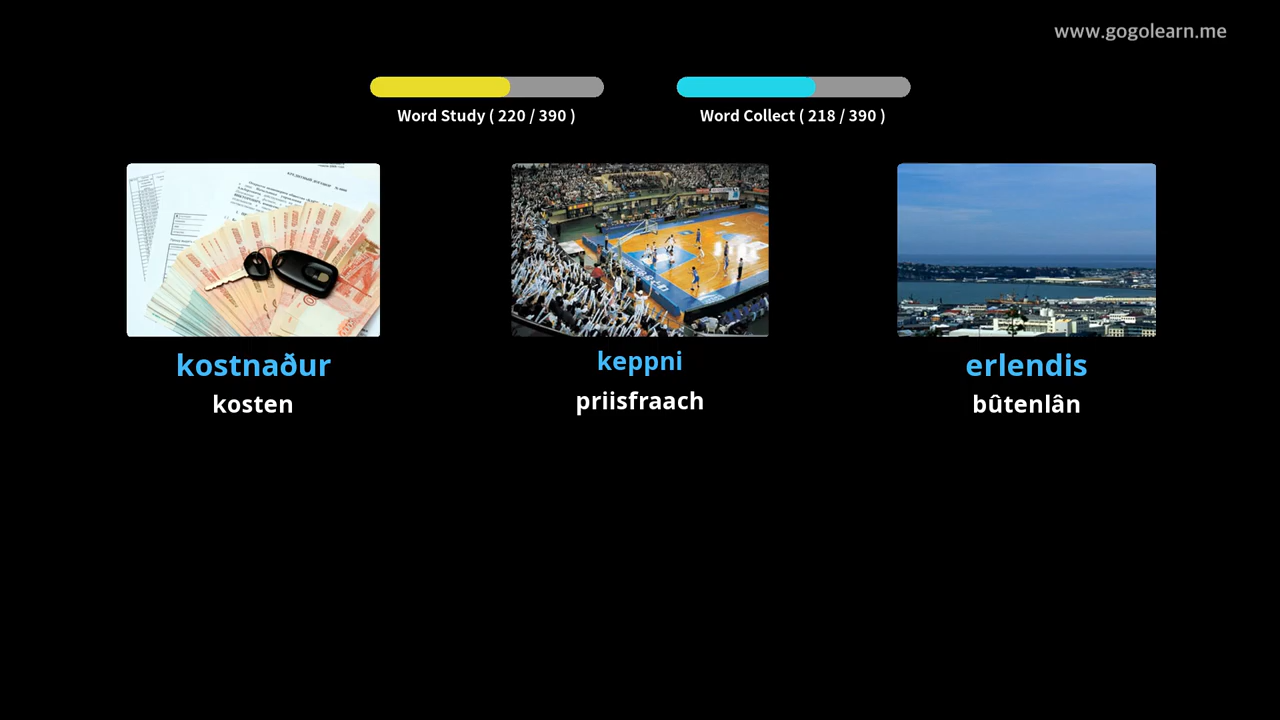 www.gogolearn.me
Word Study ( 220 / 390 )
Word Collect ( 218 / 390 )
kostnaður
kosten
keppni
priisfraach
erlendis
bûtenlân